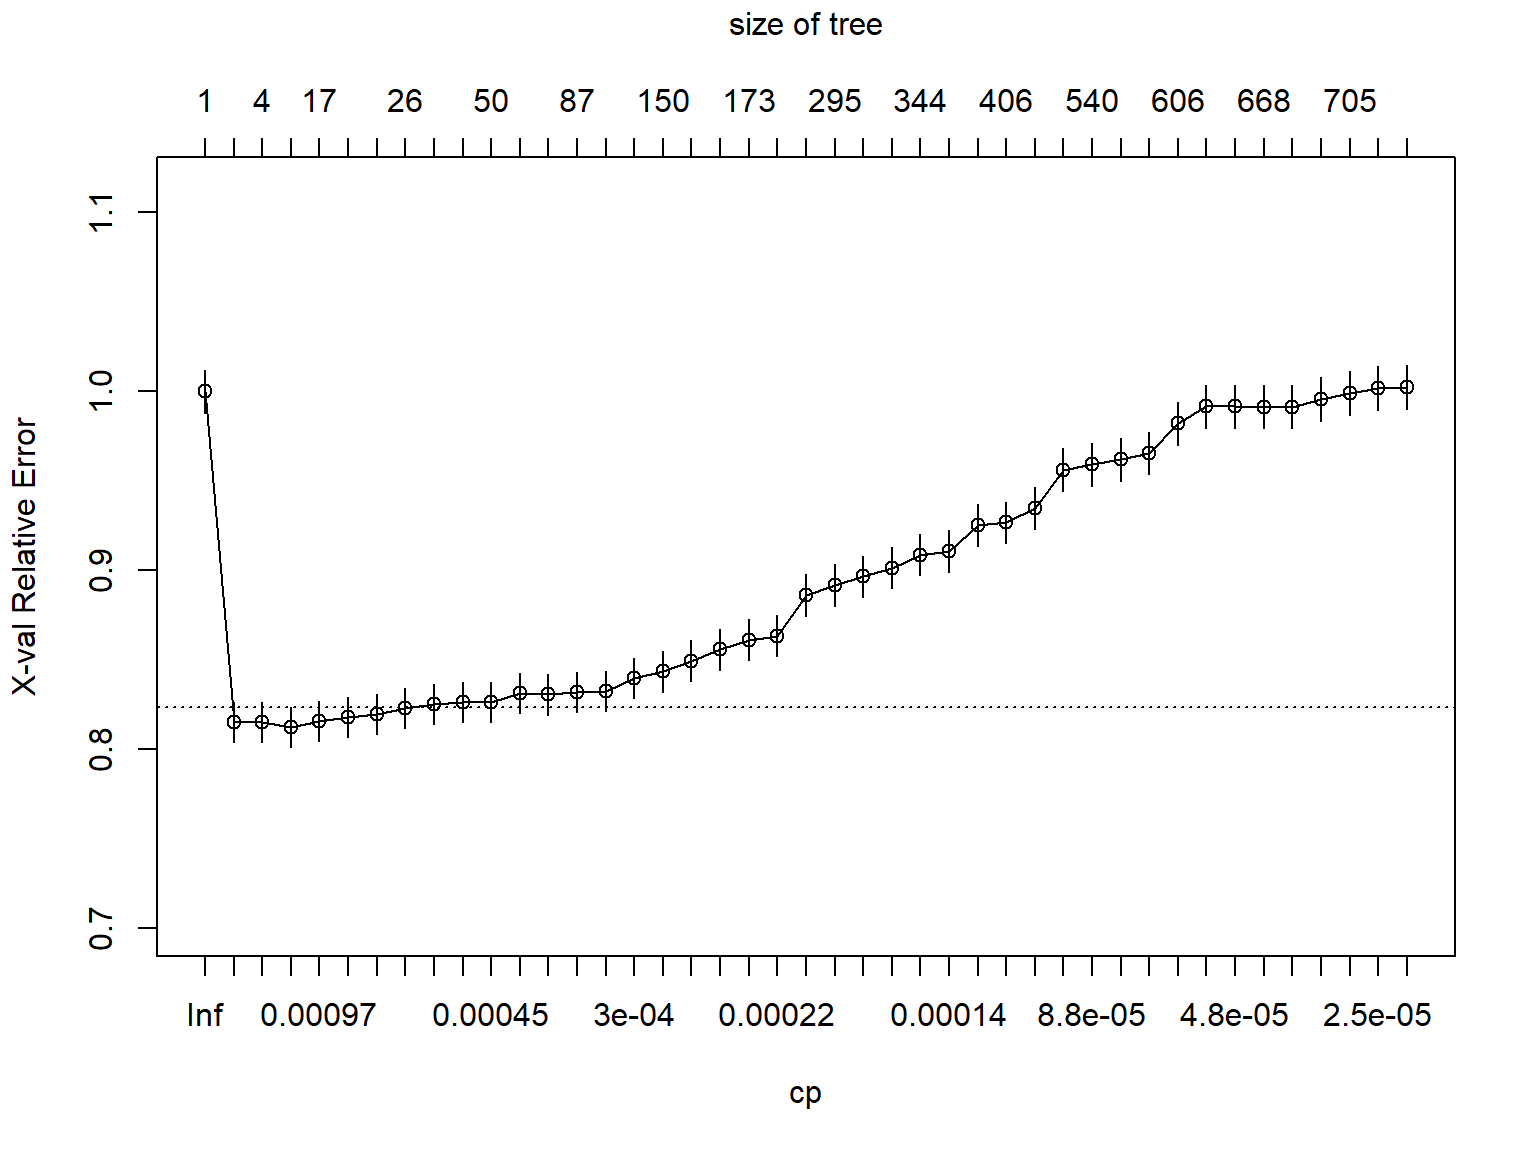 size of tree
1 4 17 26 50 87 150 173 295 344 406 540 606 668 705
X-val Relative Error
1.1
1.0
0.9
0.8
0.7
Inf 0.00097 0.00045 3e-04 0.00022 0.00014 8.8e-05 4.8e-05 2.5e-05
cp